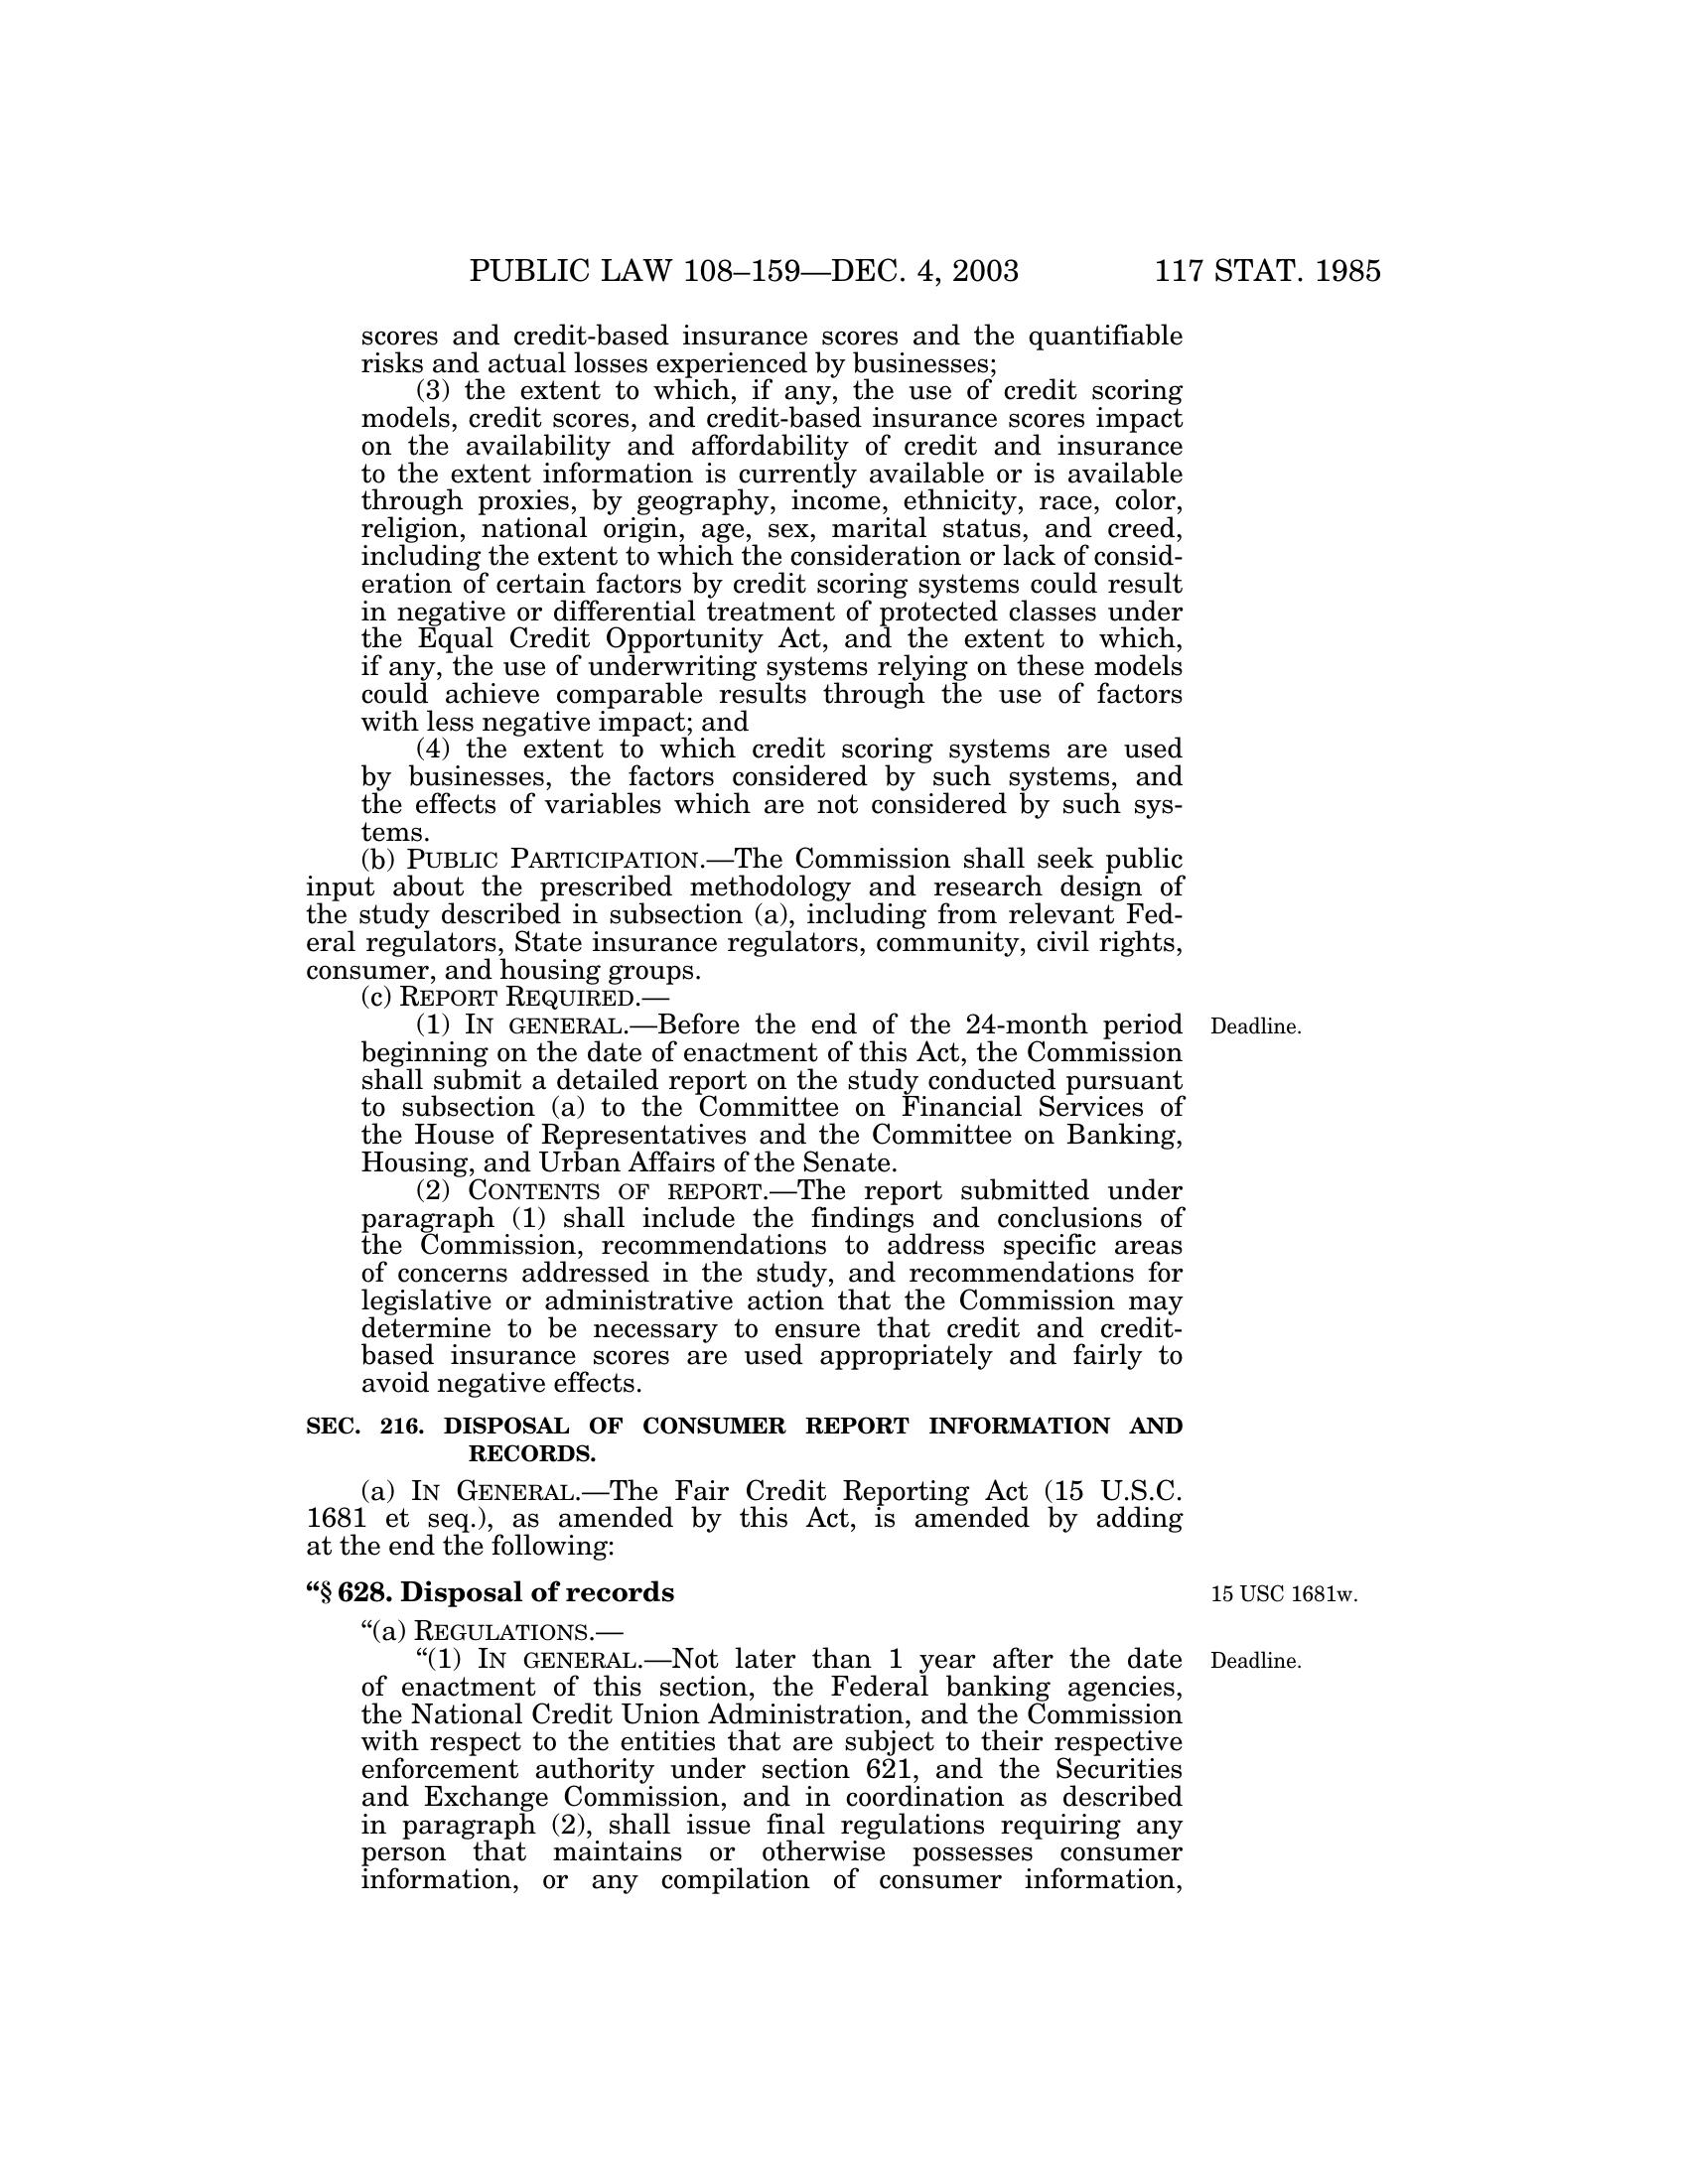 PUBLIC LAW 108–159—DEC. 4, 2003 117 STAT. 1985
scores and credit-based insurance scores and the quantifiable
risks and actual losses experienced by businesses;
(3) the extent to which, if any, the use of credit scoring
models, credit scores, and credit-based insurance scores impact
on the availability and affordability of credit and insurance
to the extent information is currently available or is available
through proxies, by geography, income, ethnicity, race, color,
religion, national origin, age, sex, marital status, and creed,
including the extent to which the consideration or lack of consid-
eration of certain factors by credit scoring systems could result
in negative or differential treatment of protected classes under
the Equal Credit Opportunity Act, and the extent to which,
if any, the use of underwriting systems relying on these models
could achieve comparable results through the use of factors
with less negative impact; and
(4) the extent to which credit scoring systems are used
by businesses, the factors considered by such systems, and
the effects of variables which are not considered by such sys-
tems.
(b) PUBLIC PARTICIPATION.—The Commission shall seek public
input about the prescribed methodology and research design of
the study described in subsection (a), including from relevant Fed-
eral regulators, State insurance regulators, community, civil rights,
consumer, and housing groups.
(c) REPORT REQUIRED.—
(1) IN GENERAL.—Before the end of the 24-month period Deadline.
beginning on the date of enactment of this Act, the Commission
shall submit a detailed report on the study conducted pursuant
to subsection (a) to the Committee on Financial Services of
the House of Representatives and the Committee on Banking,
Housing, and Urban Affairs of the Senate.
(2) CONTENTS OF REPORT.—The report submitted under
paragraph (1) shall include the findings and conclusions of
the Commission, recommendations to address specific areas
of concerns addressed in the study, and recommendations for
legislative or administrative action that the Commission may
determine to be necessary to ensure that credit and credit-
based insurance scores are used appropriately and fairly to
avoid negative effects.
SEC. 216. DISPOSAL OF CONSUMER REPORT INFORMATION AND
RECORDS.
(a) IN GENERAL.—The Fair Credit Reporting Act (15 U.S.C.
1681 et seq.), as amended by this Act, is amended by adding
at the end the following:
“§ 628. Disposal of records 15 USC 1681w.
“(a) REGULATIONS.—
“(1) IN GENERAL.—Not later than 1 year after the date Deadline.
of enactment of this section, the Federal banking agencies,
the National Credit Union Administration, and the Commission
with respect to the entities that are subject to their respective
enforcement authority under section 621, and the Securities
and Exchange Commission, and in coordination as described
in paragraph (2), shall issue final regulations requiring any
person that maintains or otherwise possesses consumer
information, or any compilation of consumer information,